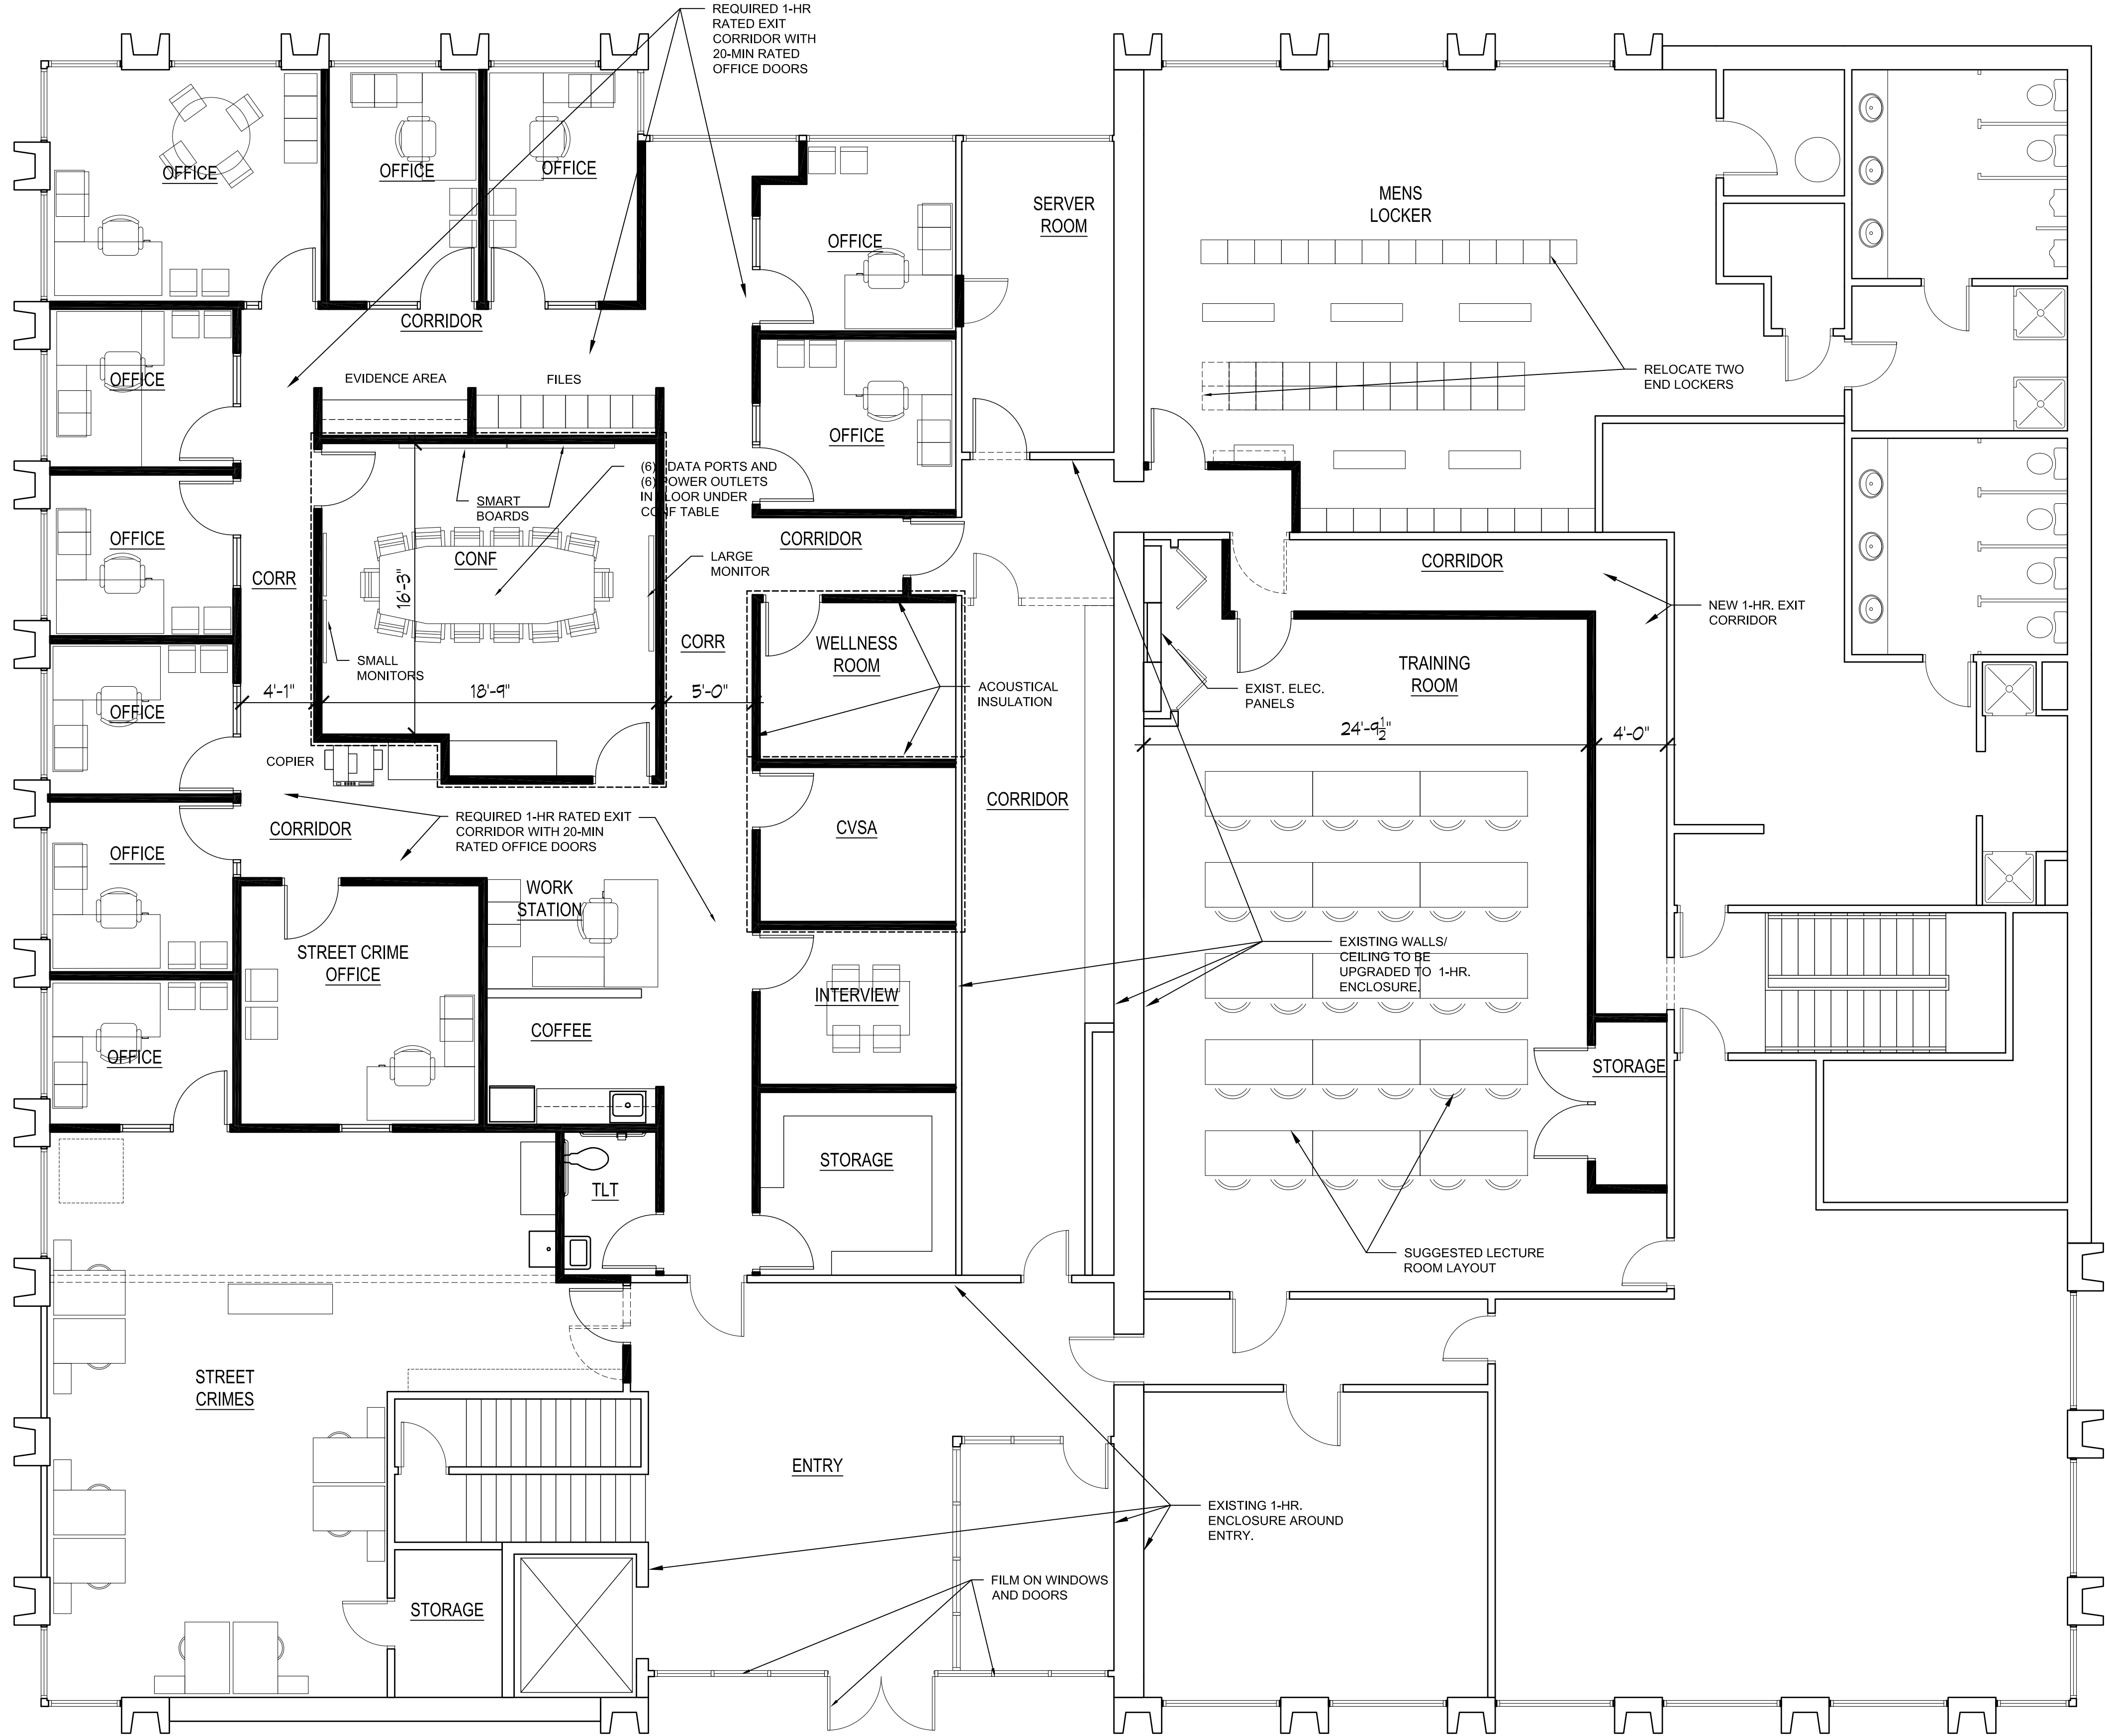 REQUIRED 1-HR
RATED EXIT
CORRIDOR WITH
20-MIN RATED
OFFICE DOORS
OFFICE
OFFICE
OFFICE
OFFICE
SERVER
ROOM
MENS
LOCKER
CORRIDOR
OFFICE
EVIDENCE AREA
FILES
RELOCATE TWO
END LOCKERS
OFFICE
(6) DATA PORTS AND
(6) POWER OUTLETS
IN FLOOR UNDER
CONF TABLE
SMART
BOARDS
OFFICE
CORRIDOR
CONF
LARGE
MONITOR
16'-3"
CORR
CORRIDOR
NEW 1-HR. EXIT
CORRIDOR
CORR
WELLNESS
ROOM
TRAINING
ROOM
SMALL
MONITORS
ACOUSTICAL
INSULATION
EXIST. ELEC.
PANELS
OFFICE
4'-1"
18'-9"
5'-0"
24'-9 1/2"
4'-0"
COPIER
CORRIDOR
CORRIDOR
REQUIRED 1-HR RATED EXIT
CORRIDOR WITH 20-MIN
RATED OFFICE DOORS
CVSA
OFFICE
WORK
STATION
STREET CRIME
OFFICE
EXISTING WALLS/
CEILING TO BE
UPGRADED TO 1-HR.
ENCLOSURE.
INTERVIEW
COFFEE
OFFICE
STORAGE
STORAGE
TLT
SUGGESTED LECTURE
ROOM LAYOUT
STREET
CRIMES
ENTRY
EXISTING 1-HR.
ENCLOSURE AROUND
ENTRY.
FILM ON WINDOWS
AND DOORS
STORAGE